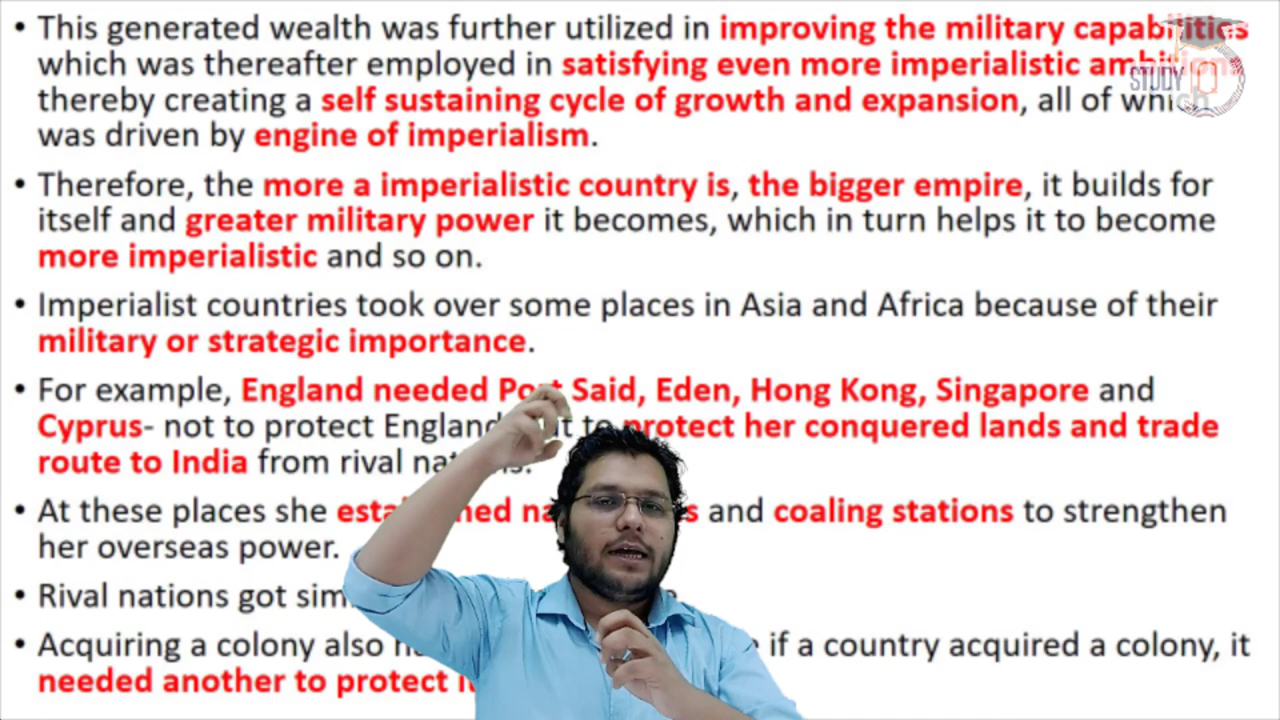 • This generated wealth was further utilized in improving the military capabilities
which was thereafter employed in satisfying even more imperialistic ambitions
thereby creating a self sustaining cycle of growth and expansion, all of which
was driven by engine of imperialism.
• Therefore, the more a imperialistic country is, the bigger empire, it builds for
itself and greater military power it becomes, which in turn helps it to become
more imperialistic and so on.
• Imperialist countries took over some places in Asia and Africa because of their
military or strategic importance.
• For example, England needed Port Said, Eden, Hong Kong, Singapore and
Cyprus- not to protect England to protect her conquered lands and trade
route to India from rival
• At these places she and coaling stations to strengthen
her overseas power.
• Rival nations got
• Acquiring a colony also if a country acquired a colony, it
needed another to protect
STUDY IQ